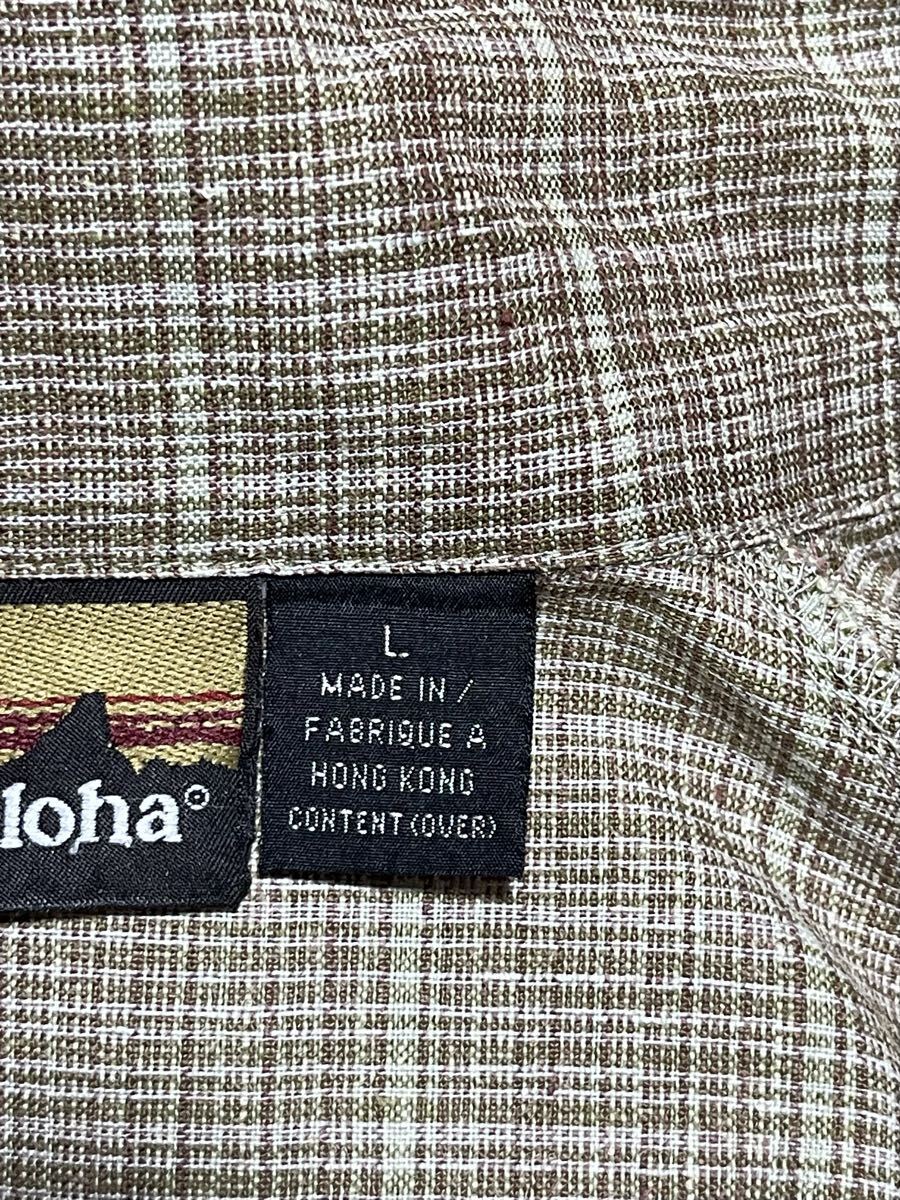 loha®
L
MADE IN /
FABRIQUE A
HONG KONG
CONTENT (OVER)